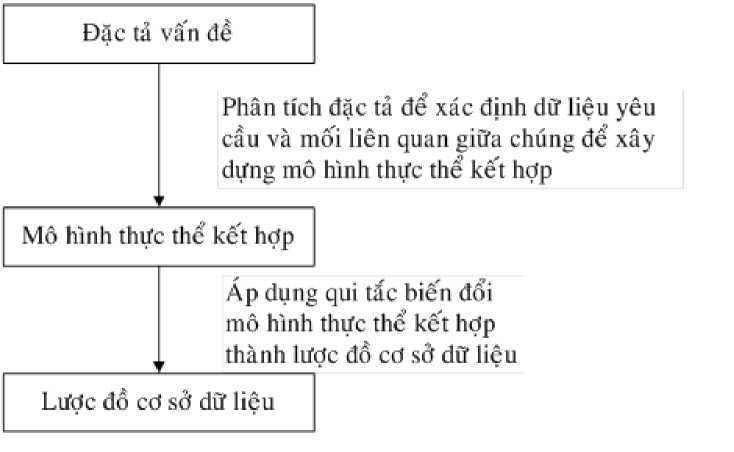 Đặc tả vấn đề
Phân tích đặc tả để xác định dữ liệu yêu
cầu và mối liên quan giữa chúng để xây
dựng mô hình thực thể kết hợp
Mô hình thực thể kết hợp
Áp dụng qui tắc biến đổi
mô hình thực thể kết hợp
thành lược đồ cơ sở dữ liệu
Lược đồ cơ sở dữ liệu